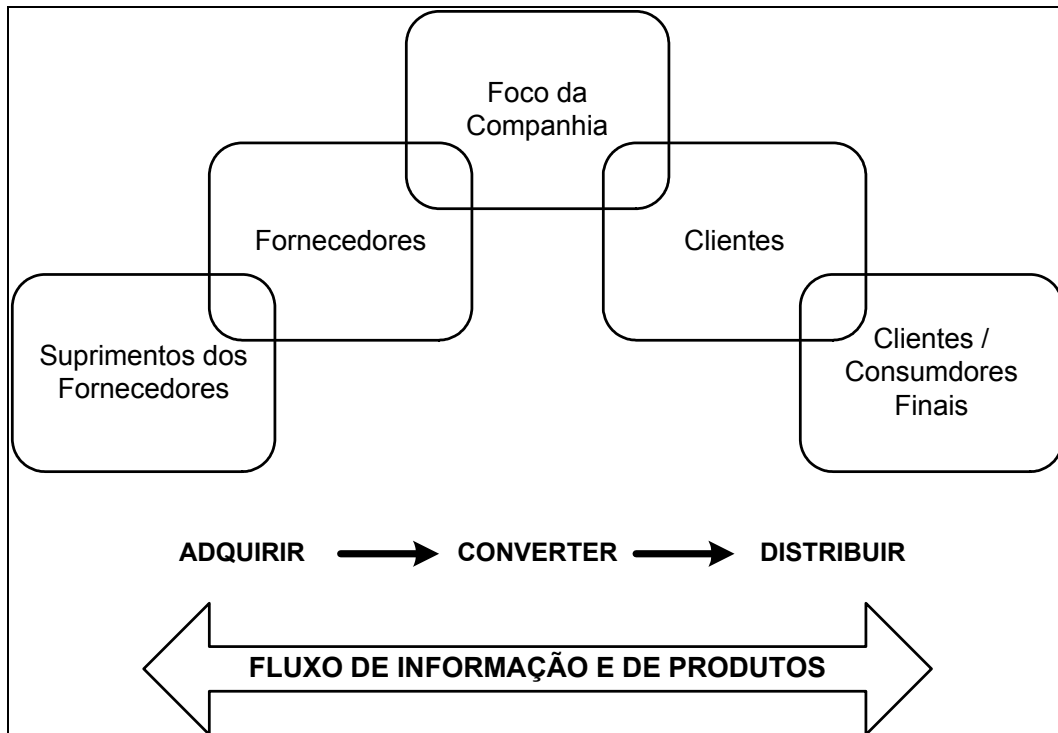 Foco da
Companhia
Fornecedores
Clientes
Suprimentos dos
Fornecedores
Clientes /
Consumdores
Finais
ADQUIRIR
CONVERTER
DISTRIBUIR
FLUXO DE INFORMAÇÃO E DE PRODUTOS